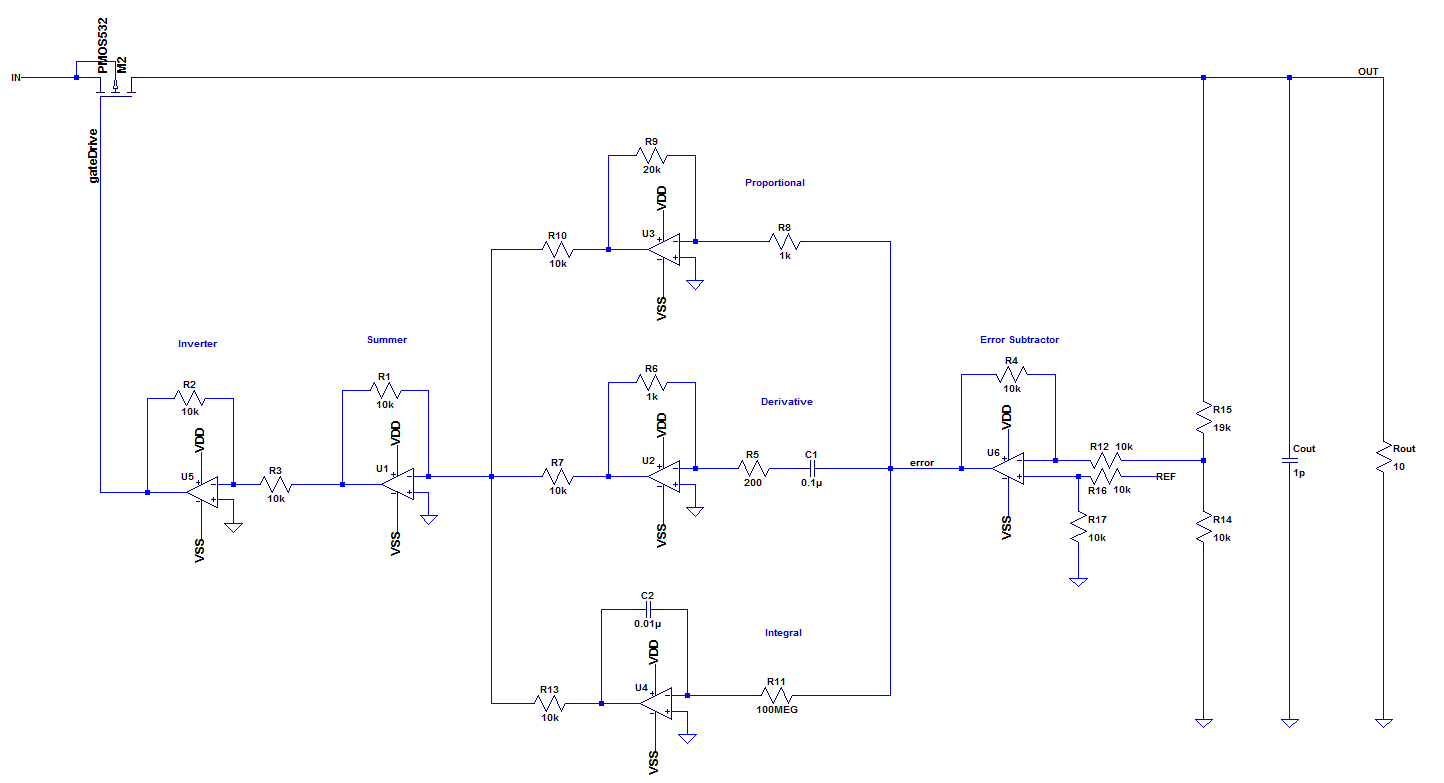 PMOS532
M2
IN
OUT
gateDrive
R9
20k
Proportional
VDD
U3
R10
10k
R8
1k
VSS
Inverter
Summer
Error Subtractor
R2
10k
R1
10k
R6
1k
Derivative
R4
10k
VDD
VDD
VDD
VDD
R15
19k
U5
R3
10k
U1
R7
10k
U2
R5
200
C1
0.1µ
error
U6
R12
10k
R16
10k
REF
Cout
1p
Rout
10
VSS
VSS
VSS
VSS
R17
10k
R14
10k
C2
0.01µ
Integral
VDD
U4
R13
10k
R11
100MEG
VSS